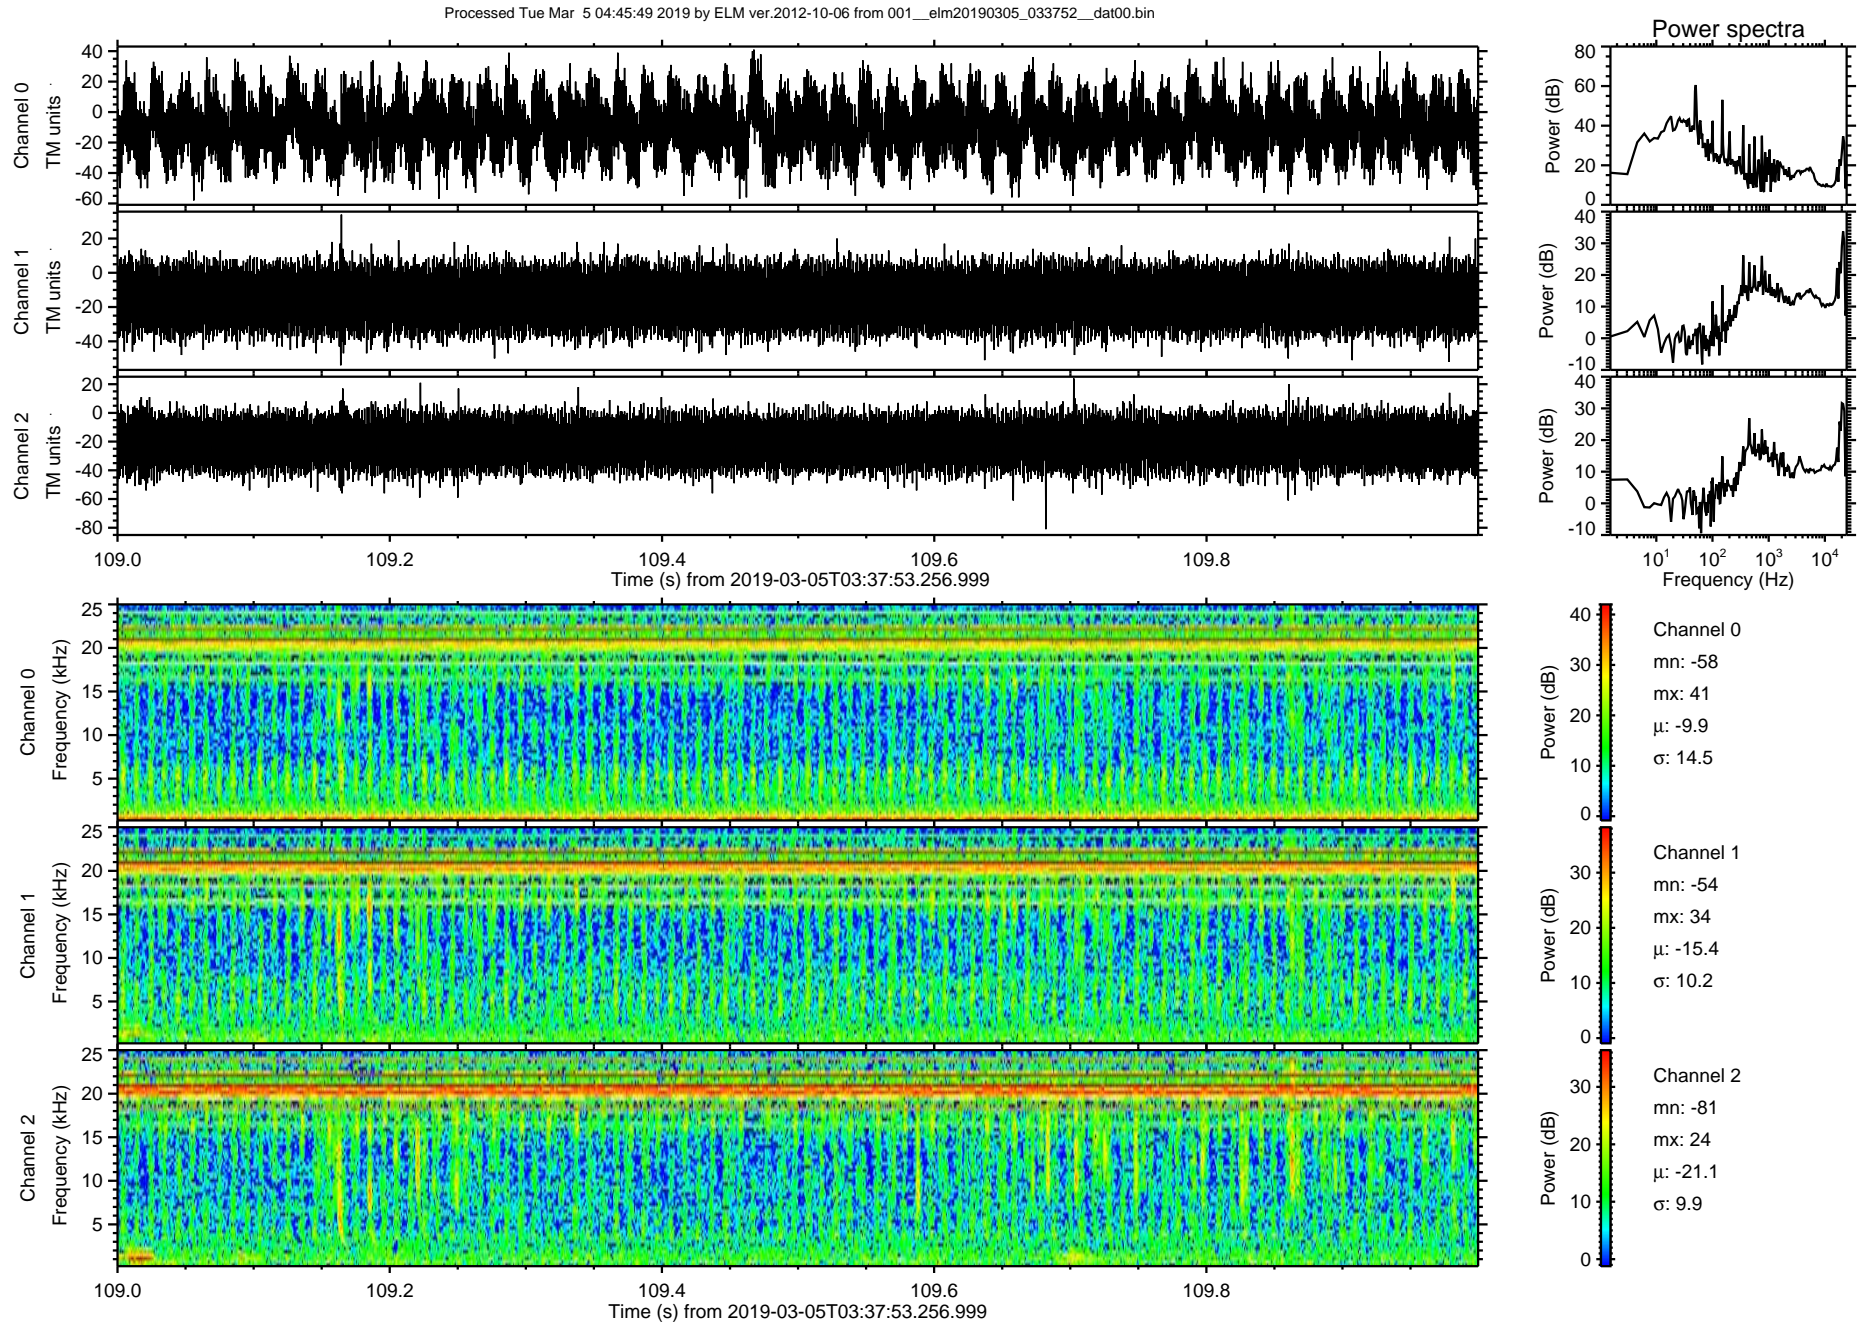 Processed Tue Mar  5 04:45:49 2019 by ELM ver.2012-10-06 from 001__elm20190305_033752__dat00.bin
Power spectra
Channel 0
TM units
40
20
0
-20
-40
-60
Power (dB)
80
60
40
20
0
Channel 1
TM units
20
0
-20
-40
Power (dB)
40
30
20
10
0
-10
Channel 2
TM units
20
0
-20
-40
-60
-80
Power (dB)
40
30
20
10
0
-10
109.0 109.2 109.4 109.6 109.8
Time (s) from 2019-03-05T03:37:53.256.999
10^1 10^2 10^3 10^4
Frequency (Hz)
Channel 0
Frequency (kHz)
25
20
15
10
5
Power (dB)
40
30
20
10
0
Channel 0
mn: -58
mx: 41
μ: -9.9
σ: 14.5
Channel 1
Frequency (kHz)
25
20
15
10
5
Power (dB)
30
20
10
0
Channel 1
mn: -54
mx: 34
μ: -15.4
σ: 10.2
Channel 2
Frequency (kHz)
25
20
15
10
5
Power (dB)
30
20
10
0
Channel 2
mn: -81
mx: 24
μ: -21.1
σ: 9.9
109.0 109.2 109.4 109.6 109.8
Time (s) from 2019-03-05T03:37:53.256.999